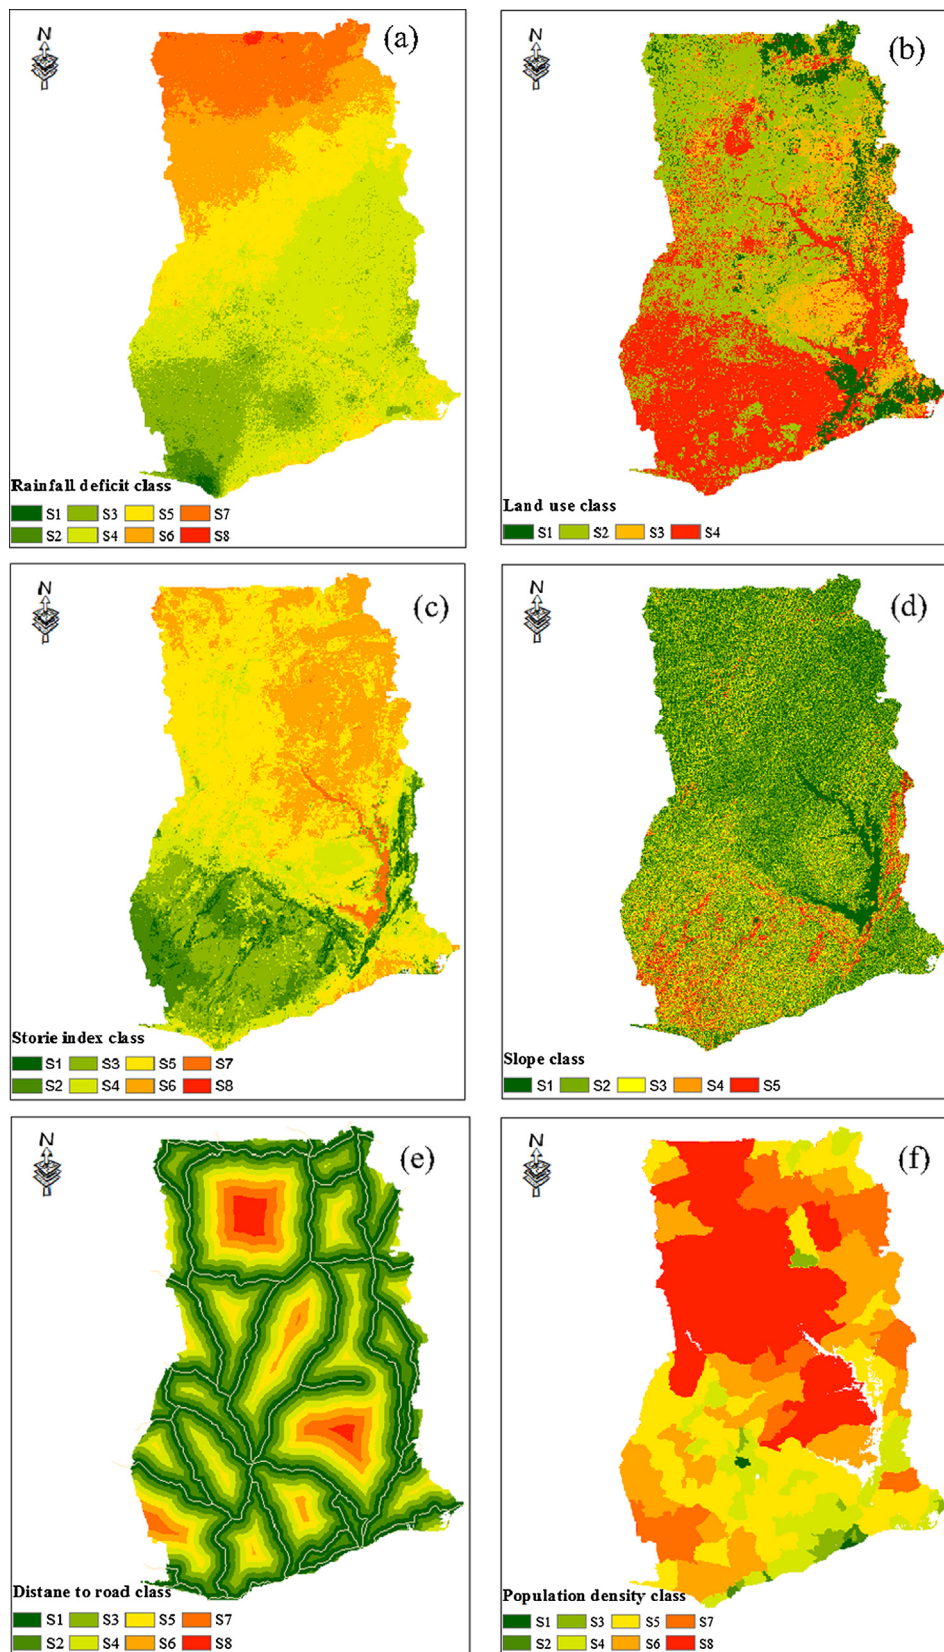 N
(a)
N
(b)
Rainfall deficit class
S1 S3 S5 S7
S2 S4 S6 S8
Land use class
S1 S2 S3 S4
N
(c)
N
(d)
Storie index class
S1 S3 S5 S7
S2 S4 S6 S8
Slope class
S1 S2 S3 S4 S5
N
(e)
N
(f)
Distane to road class
S1 S3 S5 S7
S2 S4 S6 S8
Population density class
S1 S3 S5 S7
S2 S4 S6 S8